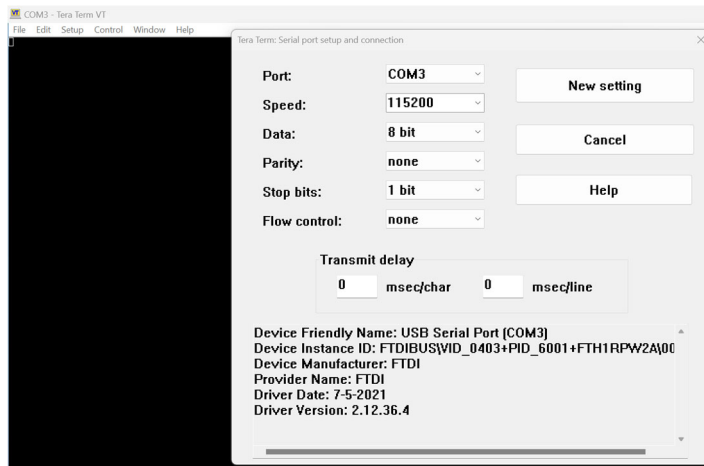 COM3 - Tera Term VT
File Edit Setup Control Window Help
Tera Term: Serial port setup and connection
Port: COM3
New setting
Speed: 115200
Data: 8 bit
Cancel
Parity: none
Stop bits: 1 bit
Help
Flow control: none
Transmit delay
0 msec/char 0 msec/line
Device Friendly Name: USB Serial Port (COM3)
Device Instance ID: FTDIBUS\VID_0403+PID_6001+FTH1RPW2A\00
Device Manufacturer: FTDI
Provider Name: FTDI
Driver Date: 7-5-2021
Driver Version: 2.12.36.4